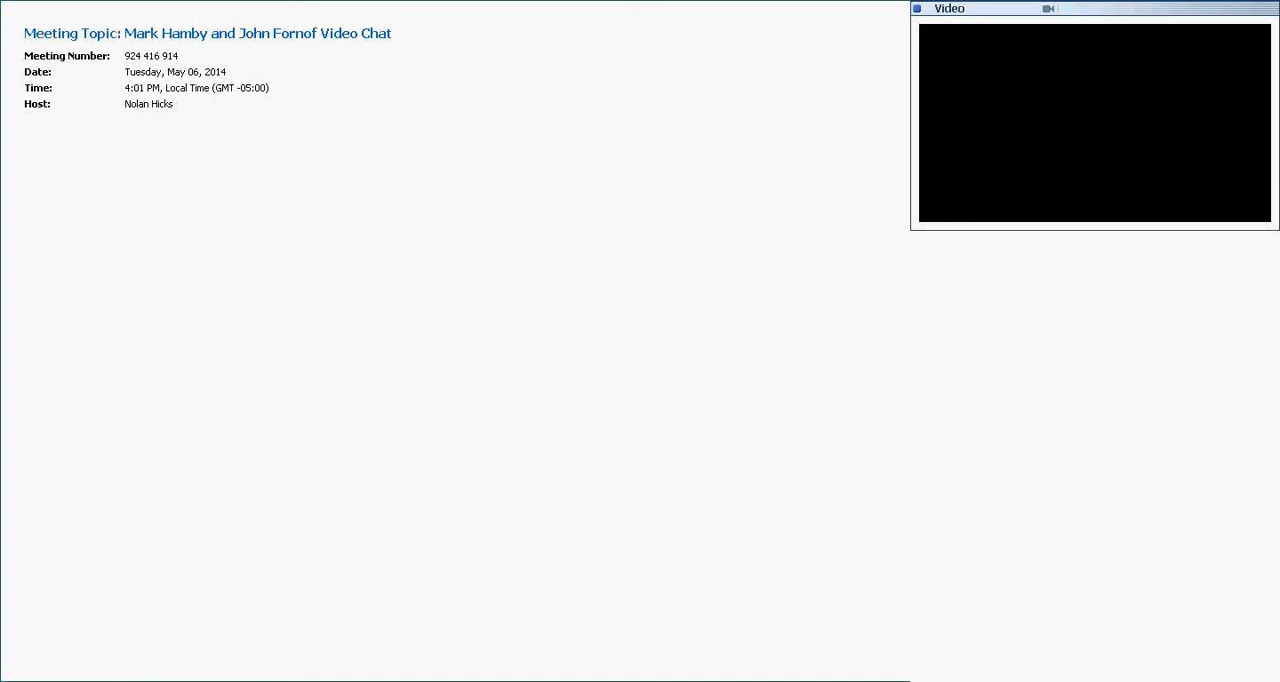 Meeting Topic: Mark Hamby and John Fornof Video Chat
Meeting Number: 924 416 914
Date: Tuesday, May 06, 2014
Time: 4:01 PM, Local Time (GMT -05:00)
Host: Nolan Hicks
Video